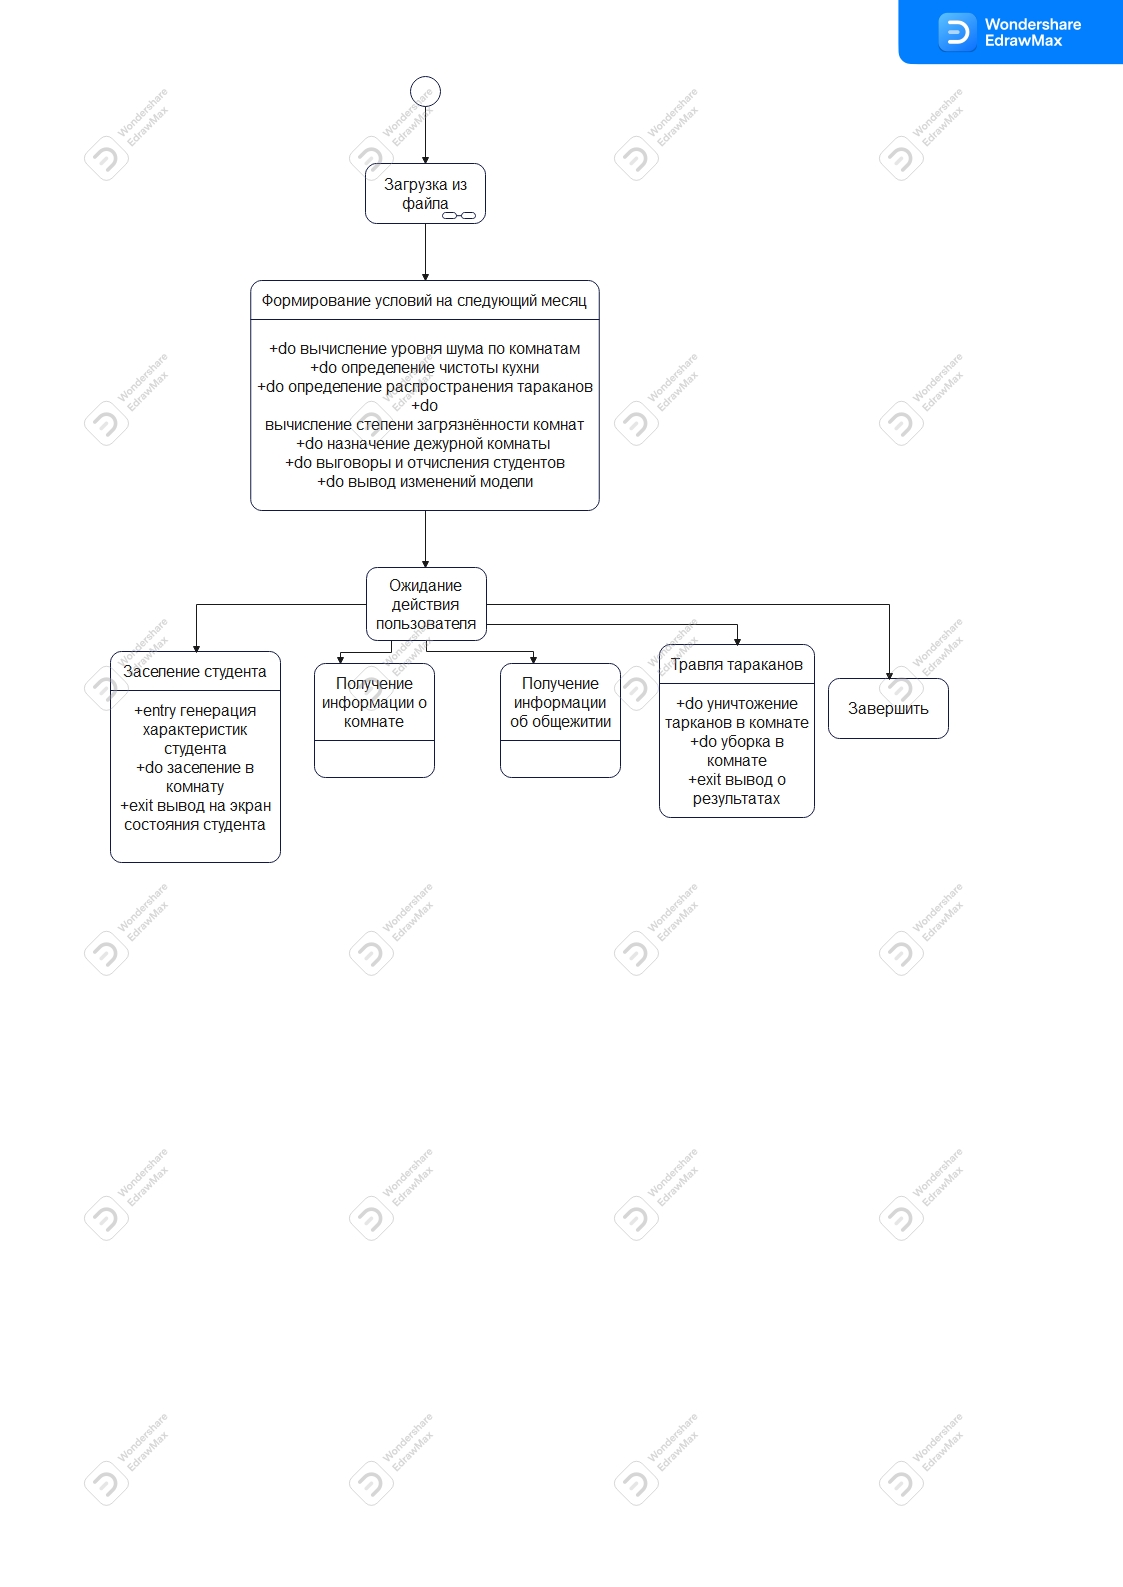 Wondershare
EdrawMax
Загрузка из
файла
Формирование условий на следующий месяц
+do вычисление уровня шума по комнатам
+do определение чистоты кухни
+do определение распространения тараканов
+do
вычисление степени загрязнённости комнат
+do назначение дежурной комнаты
+do выговоры и отчисления студентов
+do вывод изменений модели
Ожидание
действия
пользователя
Заселение студента
+entry генерация
характеристик
студента
+do заселение в
комнату
+exit вывод на экран
состояния студента
Получение
информации о
комнате
Получение
информации
об общежитии
Травля тараканов
+do уничтожение
тарканов в комнате
+do уборка в
комнате
+exit вывод о
результатах
Завершить